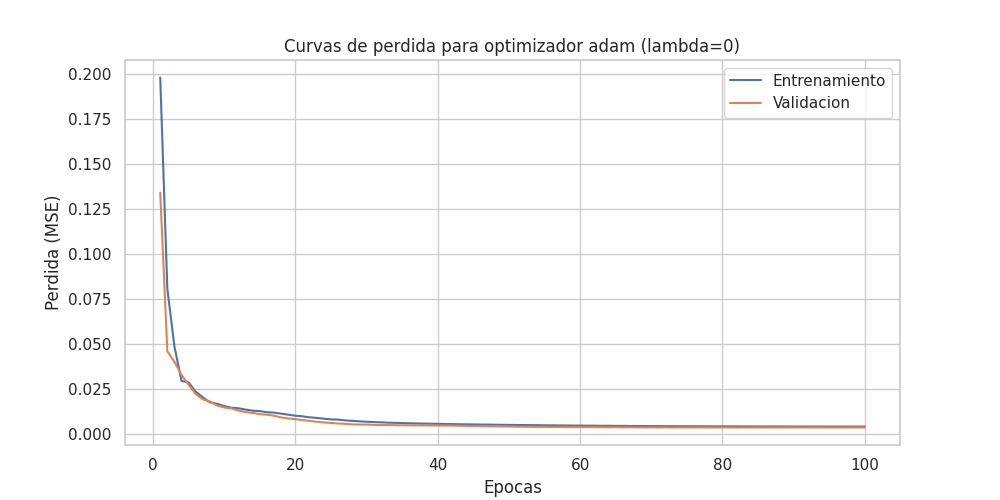 Curvas de perdida para optimizador adam (lambda=0)
Entrenamiento
Validacion
Perdida (MSE)
0.200
0.175
0.150
0.125
0.100
0.075
0.050
0.025
0.000
0 20 40 60 80 100
Epocas